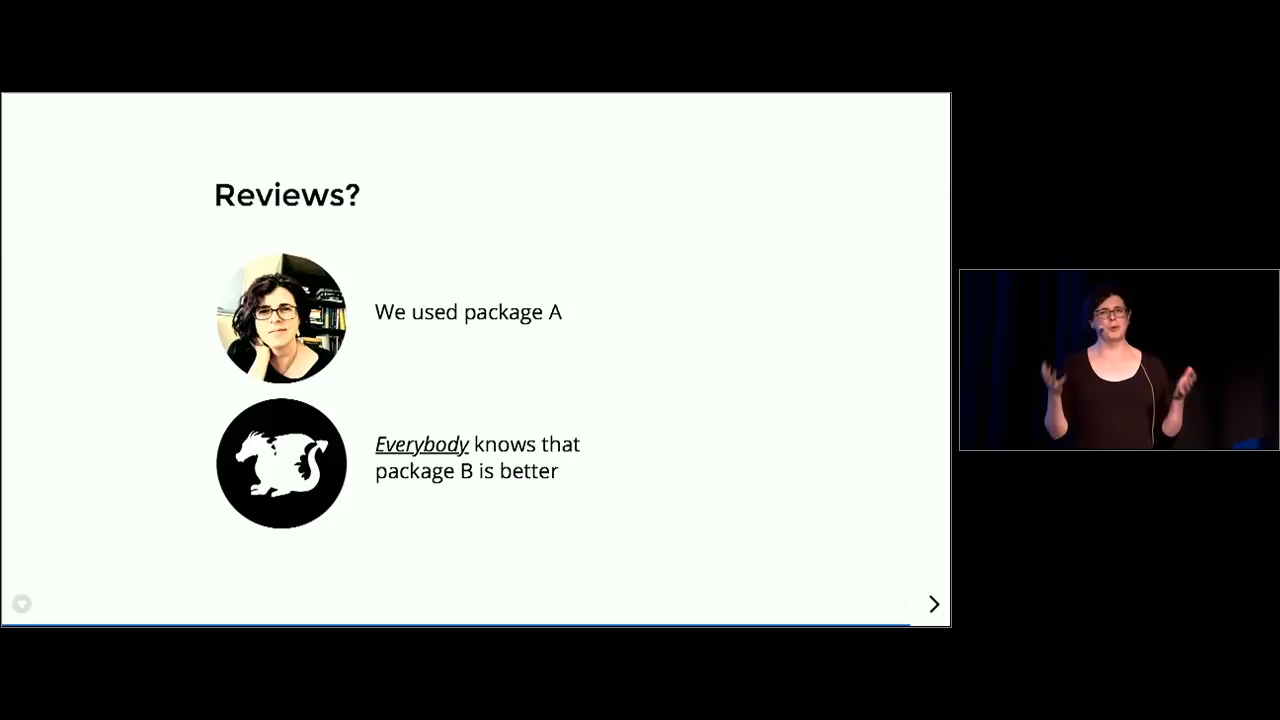 Reviews?
We used package A
Everybody knows that
package B is better